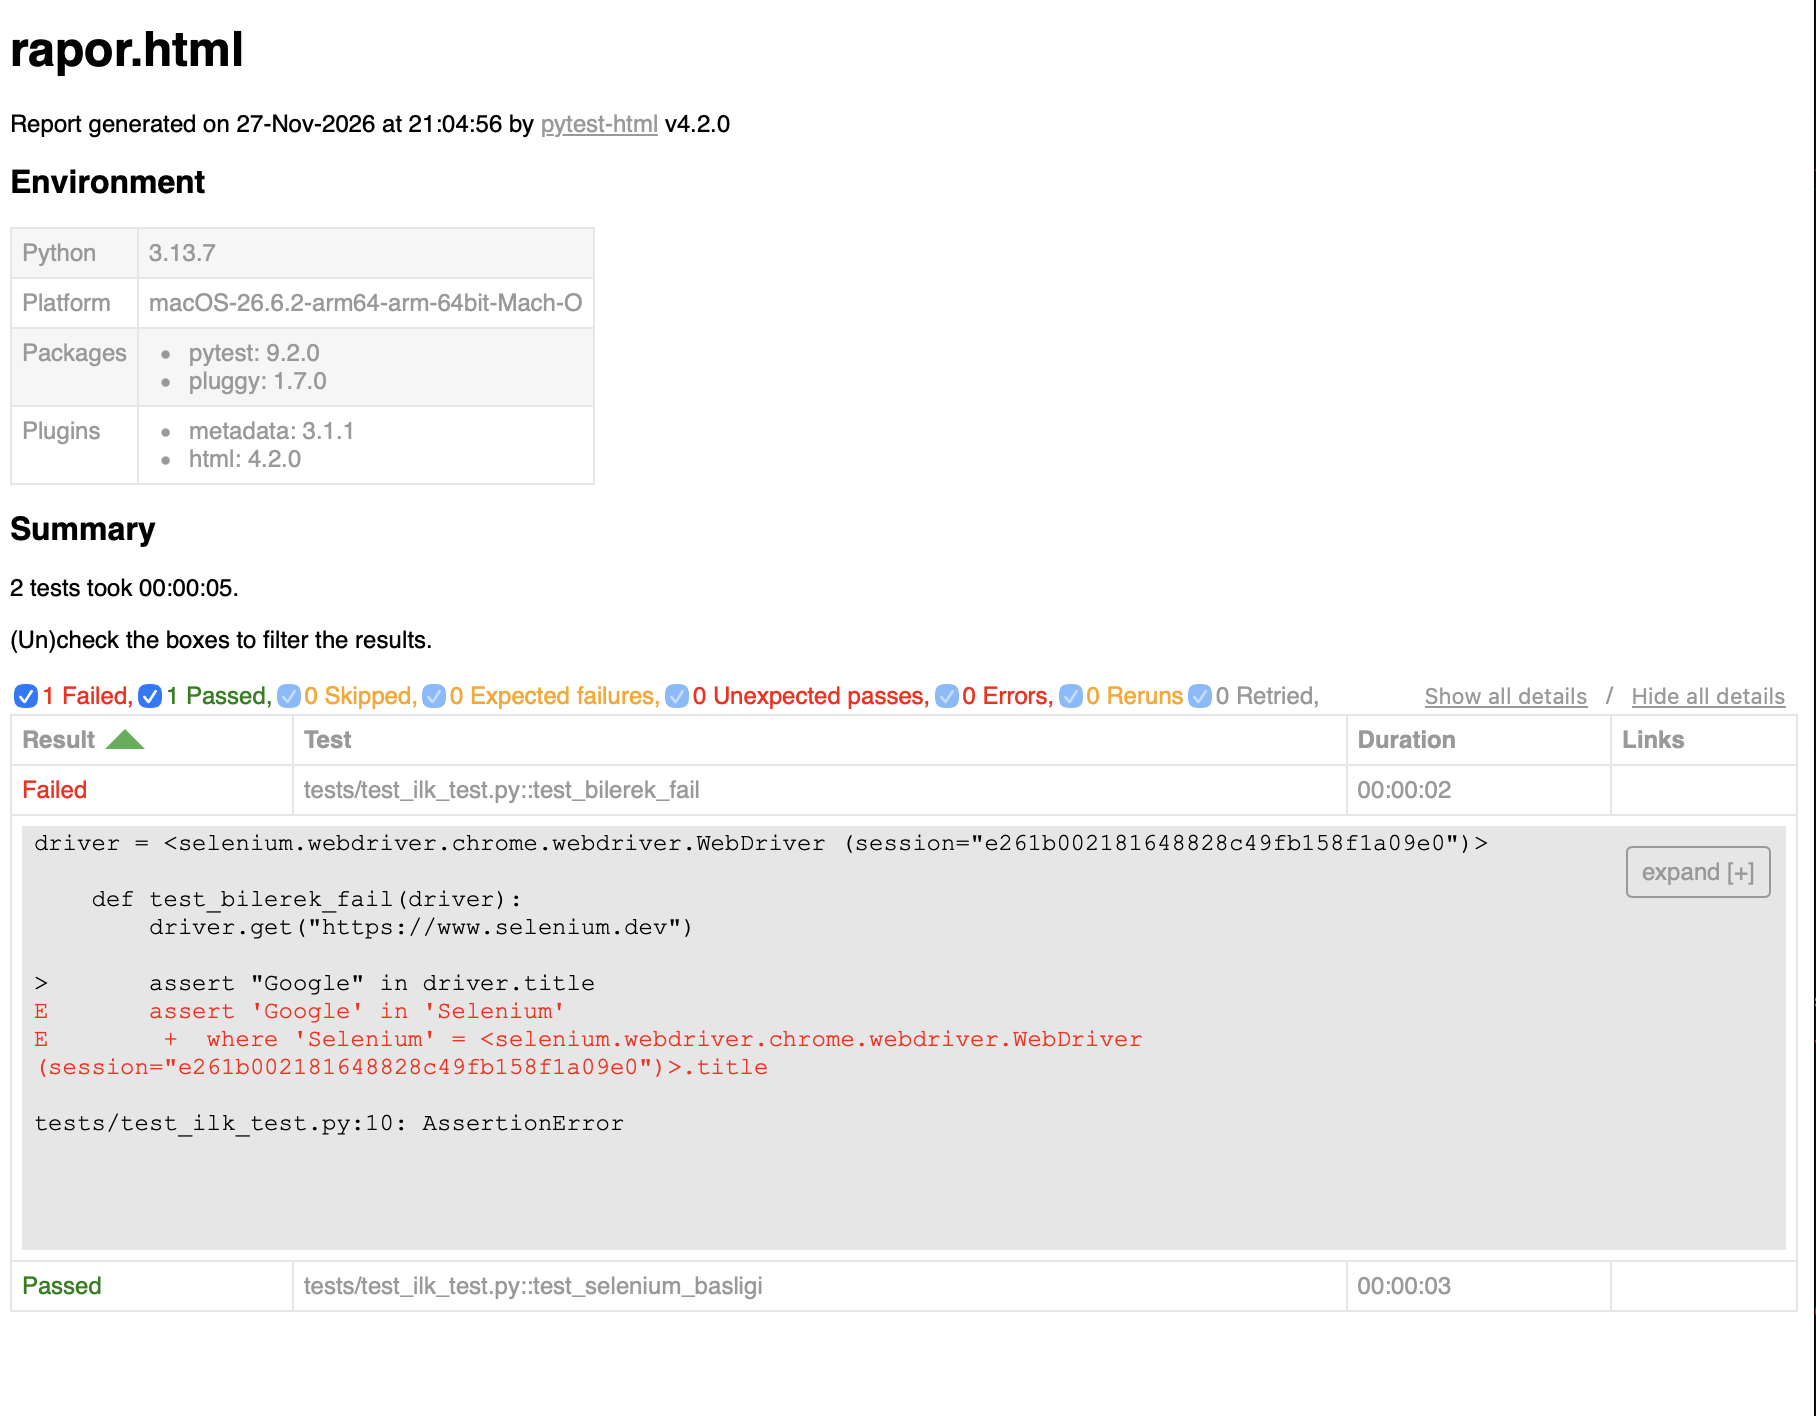 rapor.html
Report generated on 27-Nov-2026 at 21:04:56 by pytest-html v4.2.0
Environment
Python 3.13.7
Platform macOS-26.6.2-arm64-arm-64bit-Mach-O
Packages • pytest: 9.2.0
• pluggy: 1.7.0
Plugins • metadata: 3.1.1
• html: 4.2.0
Summary
2 tests took 00:00:05.
(Un)check the boxes to filter the results.
1 Failed, 1 Passed, 0 Skipped, 0 Expected failures, 0 Unexpected passes, 0 Errors, 0 Reruns 0 Retried, Show all details / Hide all details
Result Test Duration Links
Failed tests/test_ilk_test.py::test_bilerek_fail 00:00:02
driver = <selenium.webdriver.chrome.webdriver.WebDriver (session="e261b002181648828c49fb158f1a09e0")>
expand [+]
    def test_bilerek_fail(driver):
        driver.get("https://www.selenium.dev")
>       assert "Google" in driver.title
E       assert 'Google' in 'Selenium'
E        +  where 'Selenium' = <selenium.webdriver.chrome.webdriver.WebDriver
(session="e261b002181648828c49fb158f1a09e0")>.title
tests/test_ilk_test.py:10: AssertionError
Passed tests/test_ilk_test.py::test_selenium_basligi 00:00:03